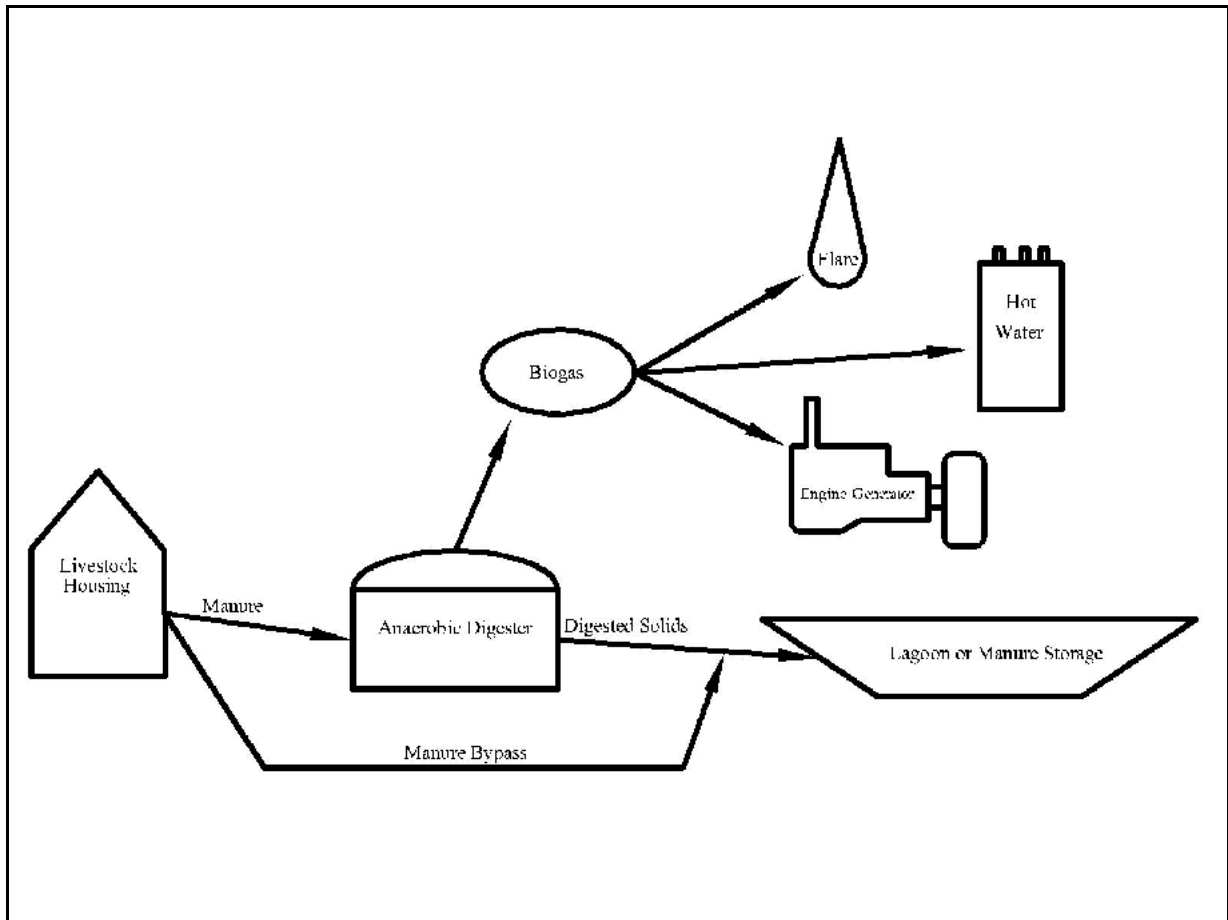 Flare
Hot
Water
Biogas
Engine Generator
Livestock
Housing
Manure
Anaerobic Digester
Digested Solids
Lagoon or Manure Storage
Manure Bypass